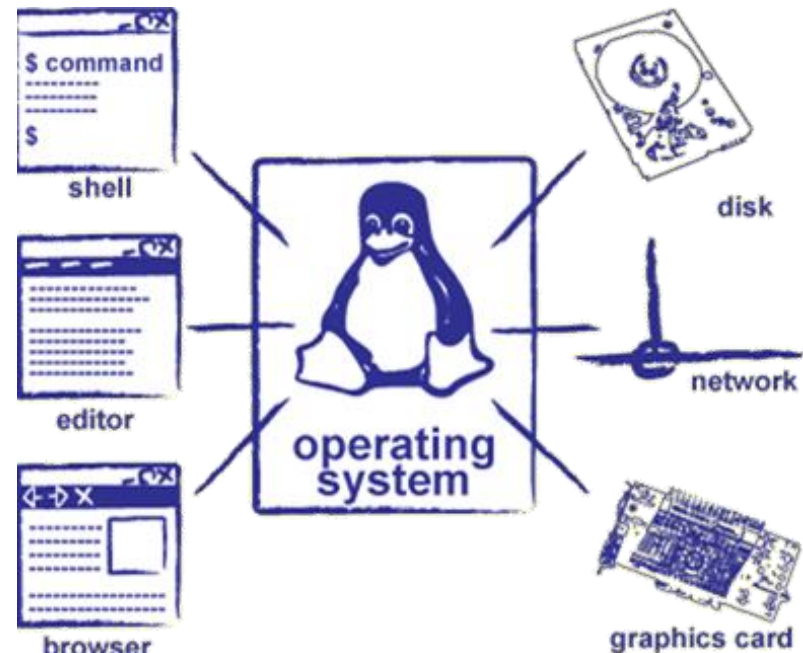 $ command
$
shell
editor
browser
operating
system
disk
network
graphics card